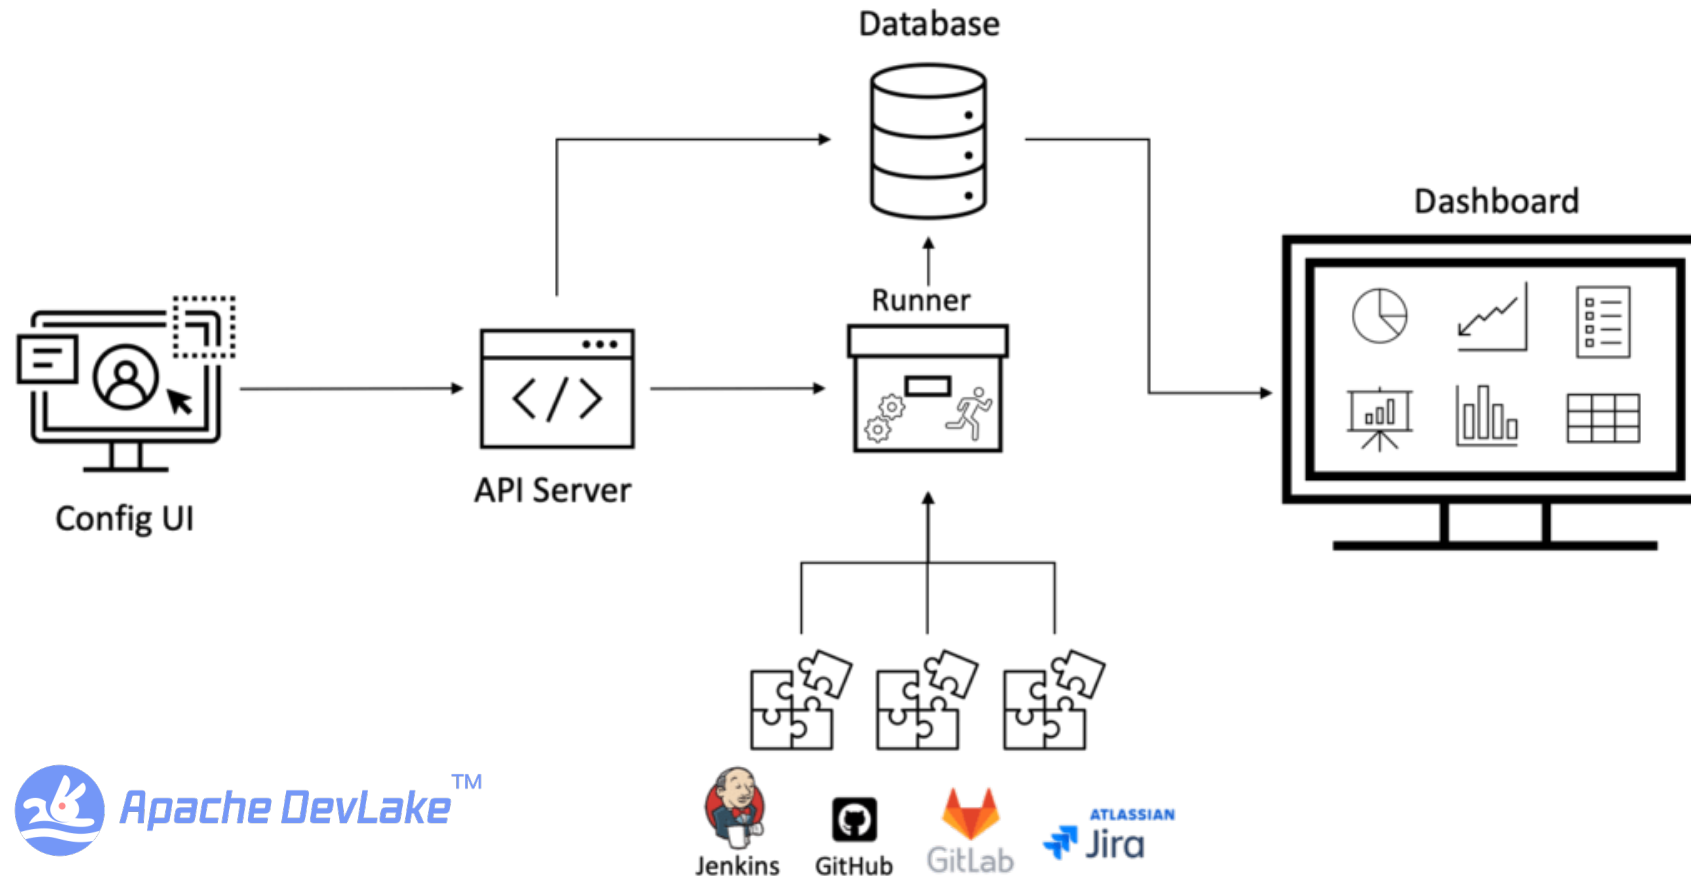 Database
Dashboard
Runner
API Server
Config UI
Apache DevLake™
Jenkins
GitHub
GitLab
ATLASSIAN
Jira